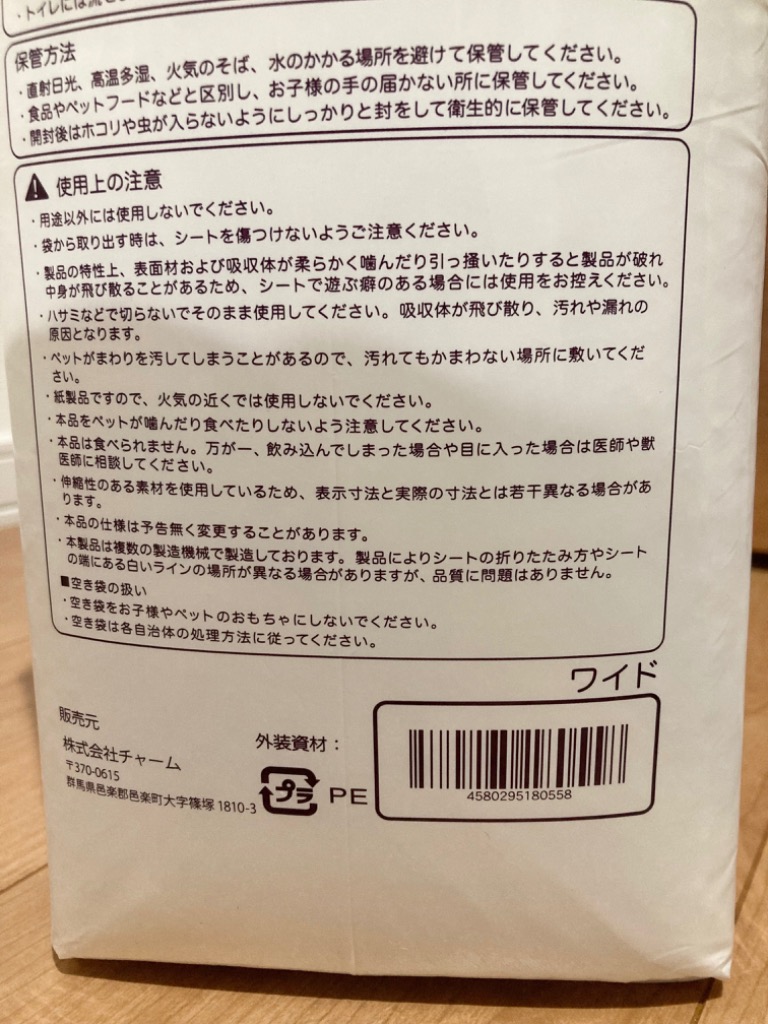 ・トイレには流さ
保管方法
・直射日光、高温多湿、火気のそば、水のかかる場所を避けて保管してください。
・食品やペットフードなどと区別し、お子様の手の届かない所に保管してください。
・開封後はホコリや虫が入らないようにしっかりと封をして衛生的に保管してください。
使用上の注意
・用途以外には使用しないでください。
・袋から取り出す時は、シートを傷つけないようご注意ください。
・製品の特性上、表面材および吸収体が柔らかく噛んだり引っ掻いたりすると製品が破れ
中身が飛び散ることがあるため、シートで遊ぶ癖のある場合には使用をお控えください。
・ハサミなどで切らないでそのまま使用してください。吸収体が飛び散り、汚れや漏れの
原因となります。
・ペットがまわりを汚してしまうことがあるので、汚れてもかまわない場所に敷いてくだ
さい。
・紙製品ですので、火気の近くでは使用しないでください。
・本品をペットが噛んだり食べたりしないよう注意してください。
・本品は食べられません。万が一、飲み込んでしまった場合や目に入った場合は医師や獣
医師に相談してください。
・伸縮性のある素材を使用しているため、表示寸法と実際の寸法とは若干異なる場合があ
ります。
・本品の仕様は予告無く変更することがあります。
・本製品は複数の製造機械で製造しております。製品によりシートの折りたたみ方やシート
の端にある白いラインの場所が異なる場合がありますが、品質に問題はありません。
■空き袋の扱い
・空き袋をお子様やペットのおもちゃにしないでください。
・空き袋は各自治体の処理方法に従ってください。
ワイド
販売元
株式会社チャーム
〒370-0615
群馬県邑楽郡邑楽町大字篠塚 1810-3
外装資材：
プラ PE
4580295180558